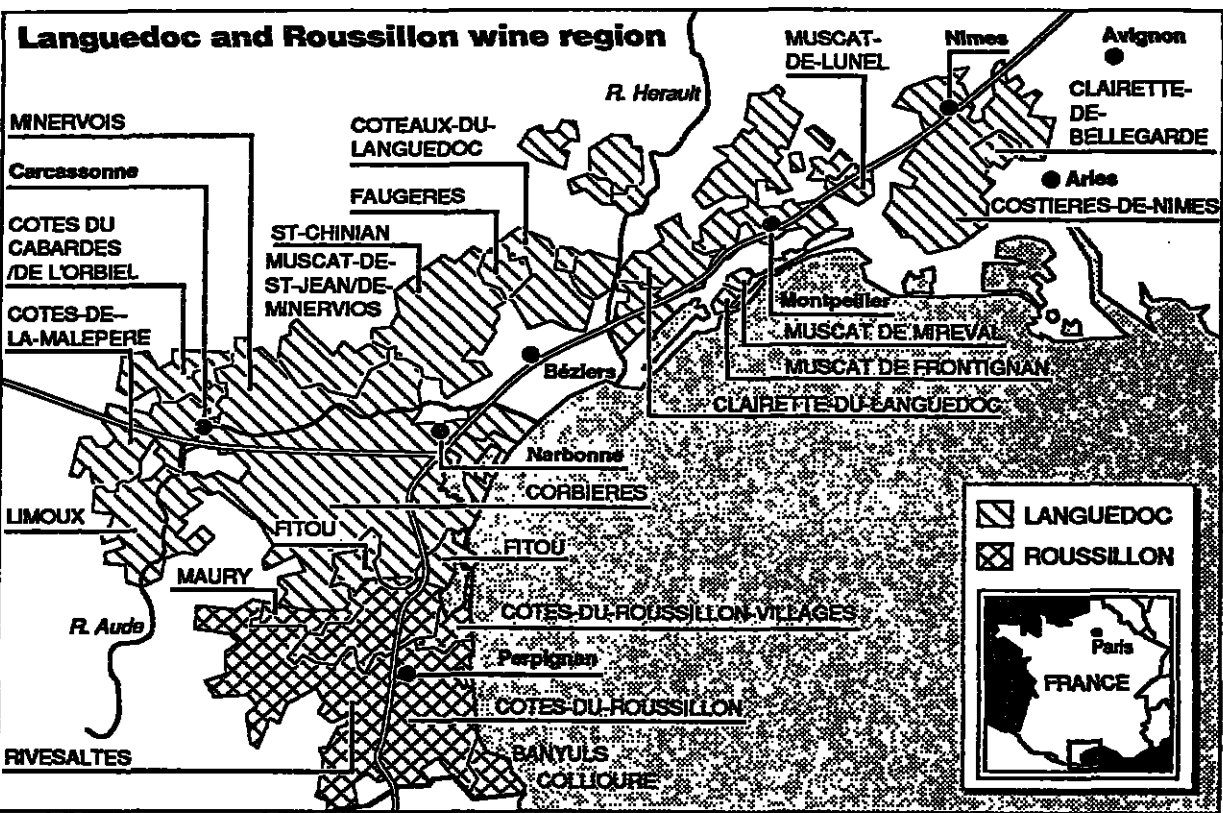 Languedoc and Roussillon wine region
MUSCAT-
DE-LUNEL
Nimes
Avignon
R. Herault
CLAIRETTE-
DE-
BELLEGARDE
MINERVOIS
COTEAUX-DU-
LANGUEDOC
Carcassonne
Arles
FAUGERES
COSTIERES-DE-NIMES
COTES DU
CABARDES
/DE L'ORBIEL
ST-CHINIAN
MUSCAT-DE-
ST-JEAN/DE-
MINERVIOS
COTES-DE-
LA-MALEPERE
Montpellier
MUSCAT DE MIREVAL
Béziers
MUSCAT DE FRONTIGNAN
CLAIRETTE-DU-LANGUEDOC
Narbonne
CORBIERES
LIMOUX
FITOU
FITOU
LANGUEDOC
ROUSSILLON
MAURY
COTES-DU-ROUSSILLON-VILLAGES
R. Aude
Perpignan
Paris
FRANCE
COTES-DU-ROUSSILLON
RIVESALTES
BANYULS
COLLIOURE